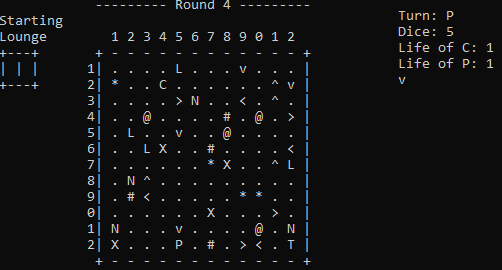 --------- Round 4 ---------
Starting
Lounge
+---+
| | |
+---+
1 2 3 4 5 6 7 8 9 0 1 2
+ - - - - - - - - - - - - +
1| . . . . L . . . v . . . |
2| * . . C . . . . . . ^ v |
3| . . . . > N . . < . ^ . |
4| . . @ . . . . # . @ . > |
5| . L . . v . . @ . . . . |
6| . . L X . . # . . . . < |
7| . . . . . . * X . . ^ L |
8| . N ^ . . . . . . . . . |
9| . # < . . . . . * * . . |
0| . . . . . . X . . . > . |
1| N . . . v . . . . @ . N |
2| X . . . P . # . > < . T |
+ - - - - - - - - - - - - +
Turn: P
Dice: 5
Life of C: 1
Life of P: 1
v